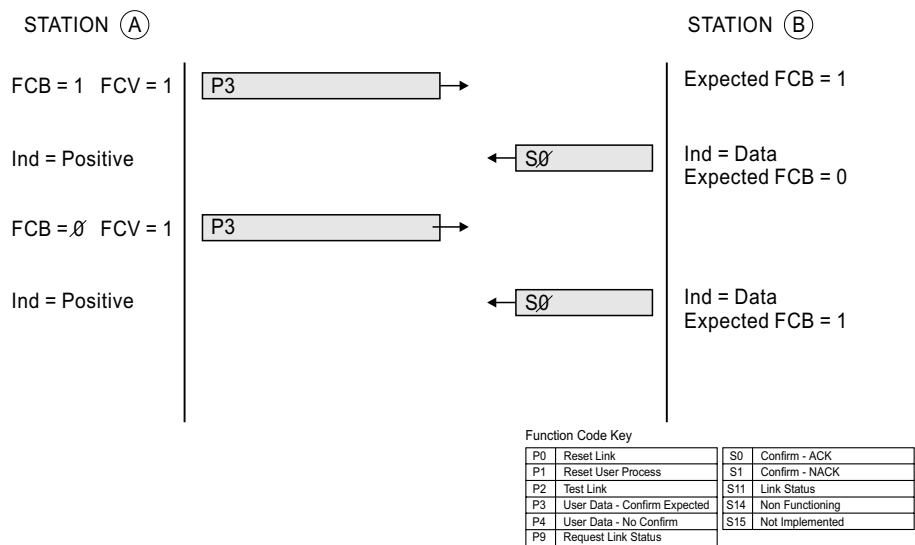 STATION A
STATION B
FCB = 1 FCV = 1
P3
Expected FCB = 1
Ind = Positive
S0
Ind = Data
Expected FCB = 0
FCB = 0 FCV = 1
P3
Ind = Positive
S0
Ind = Data
Expected FCB = 1
Function Code Key
P0 Reset Link
P1 Reset User Process
P2 Test Link
P3 User Data - Confirm Expected
P4 User Data - No Confirm
P9 Request Link Status
S0 Confirm - ACK
S1 Confirm - NACK
S11 Link Status
S14 Non Functioning
S15 Not Implemented